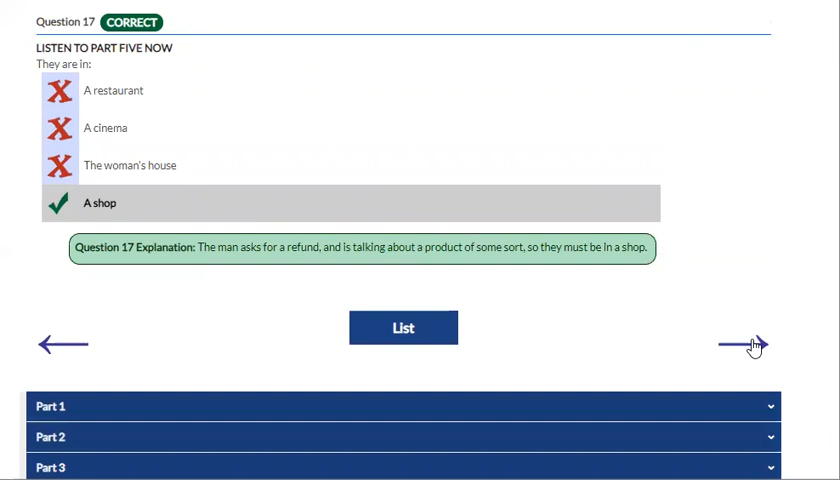 Question 17 CORRECT
LISTEN TO PART FIVE NOW
They are in:
A restaurant
A cinema
The woman's house
A shop
Question 17 Explanation: The man asks for a refund, and is talking about a product of some sort, so they must be in a shop.
List
Part 1
Part 2
Part 3